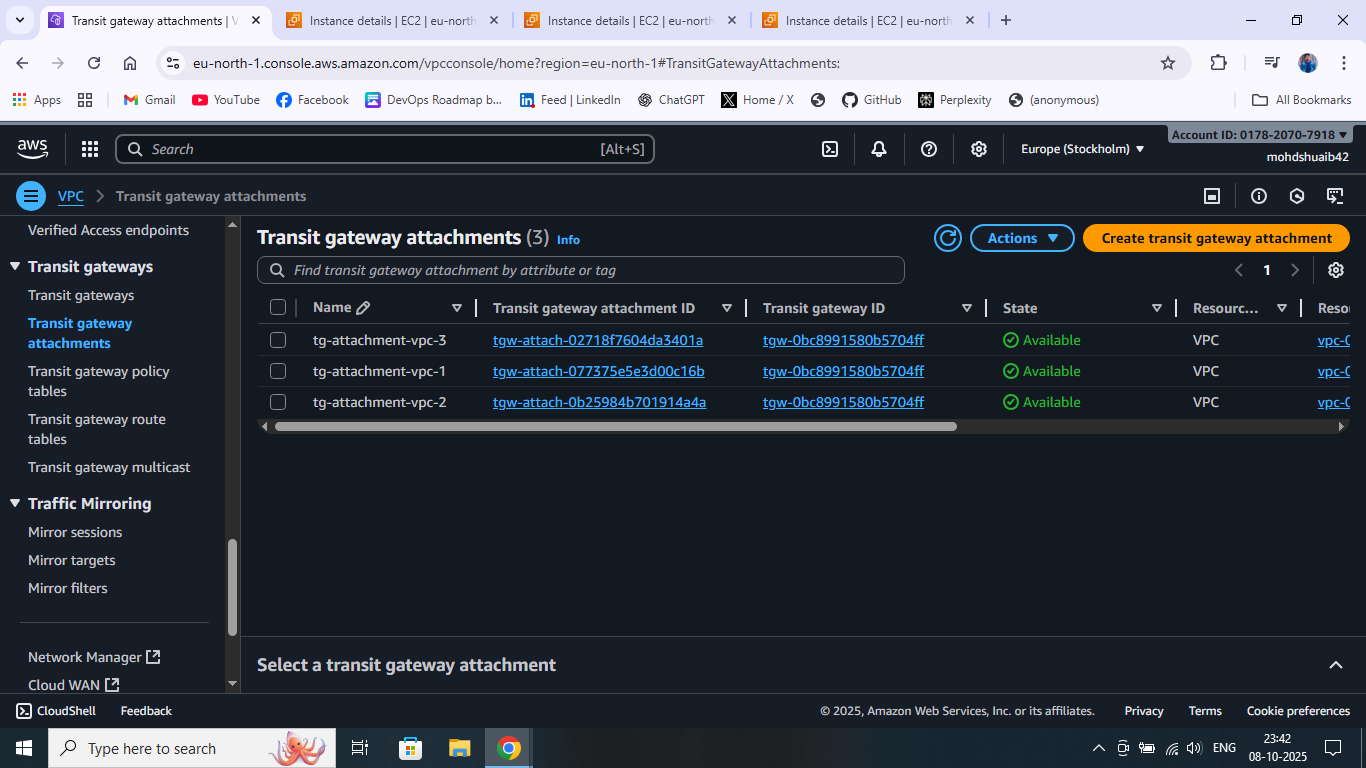 Transit gateway attachments | V
Instance details | EC2 | eu-north
Instance details | EC2 | eu-north
Instance details | EC2 | eu-north
eu-north-1.console.aws.amazon.com/vpcconsole/home?region=eu-north-1#TransitGatewayAttachments:
Apps Gmail YouTube Facebook DevOps Roadmap b... Feed | LinkedIn ChatGPT Home / X GitHub Perplexity (anonymous) All Bookmarks
aws Search [Alt+S] Europe (Stockholm) Account ID: 0178-2070-7918
mohdshuaib42
VPC Transit gateway attachments
Verified Access endpoints
Transit gateways
Transit gateways
Transit gateway
attachments
Transit gateway policy
tables
Transit gateway route
tables
Transit gateway multicast
Traffic Mirroring
Mirror sessions
Mirror targets
Mirror filters
Network Manager
Cloud WAN
Transit gateway attachments (3) Info Actions Create transit gateway attachment
Find transit gateway attachment by attribute or tag 1
Name Transit gateway attachment ID Transit gateway ID State Resourc... Reso
tg-attachment-vpc-3 tgw-attach-02718f7604da3401a tgw-0bc8991580b5704ff Available VPC vpc-0
tg-attachment-vpc-1 tgw-attach-077375e5e3d00c16b tgw-0bc8991580b5704ff Available VPC vpc-0
tg-attachment-vpc-2 tgw-attach-0b25984b701914a4a tgw-0bc8991580b5704ff Available VPC vpc-0
Select a transit gateway attachment
CloudShell Feedback © 2025, Amazon Web Services, Inc. or its affiliates. Privacy Terms Cookie preferences
Type here to search ENG 23:42
08-10-2025